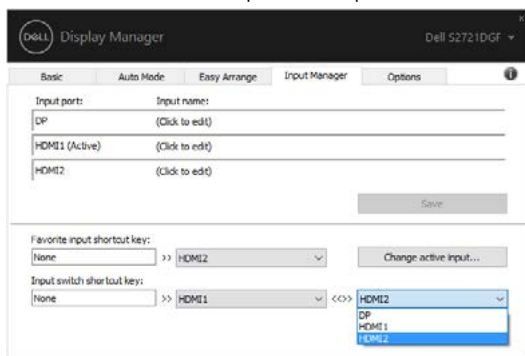 DELL Display Manager Dell S2721DGF
Basic Auto Mode Easy Arrange Input Manager Options
Input port: Input name:
DP (Click to edit)
HDMI1 (Active) (Click to edit)
HDMI2 (Click to edit)
Save
Favorite input shortcut key:
None >> HDMI2 Change active input...
Input switch shortcut key:
None >> HDMI1 <<>> HDMI2
DP
HDMI1
HDMI2